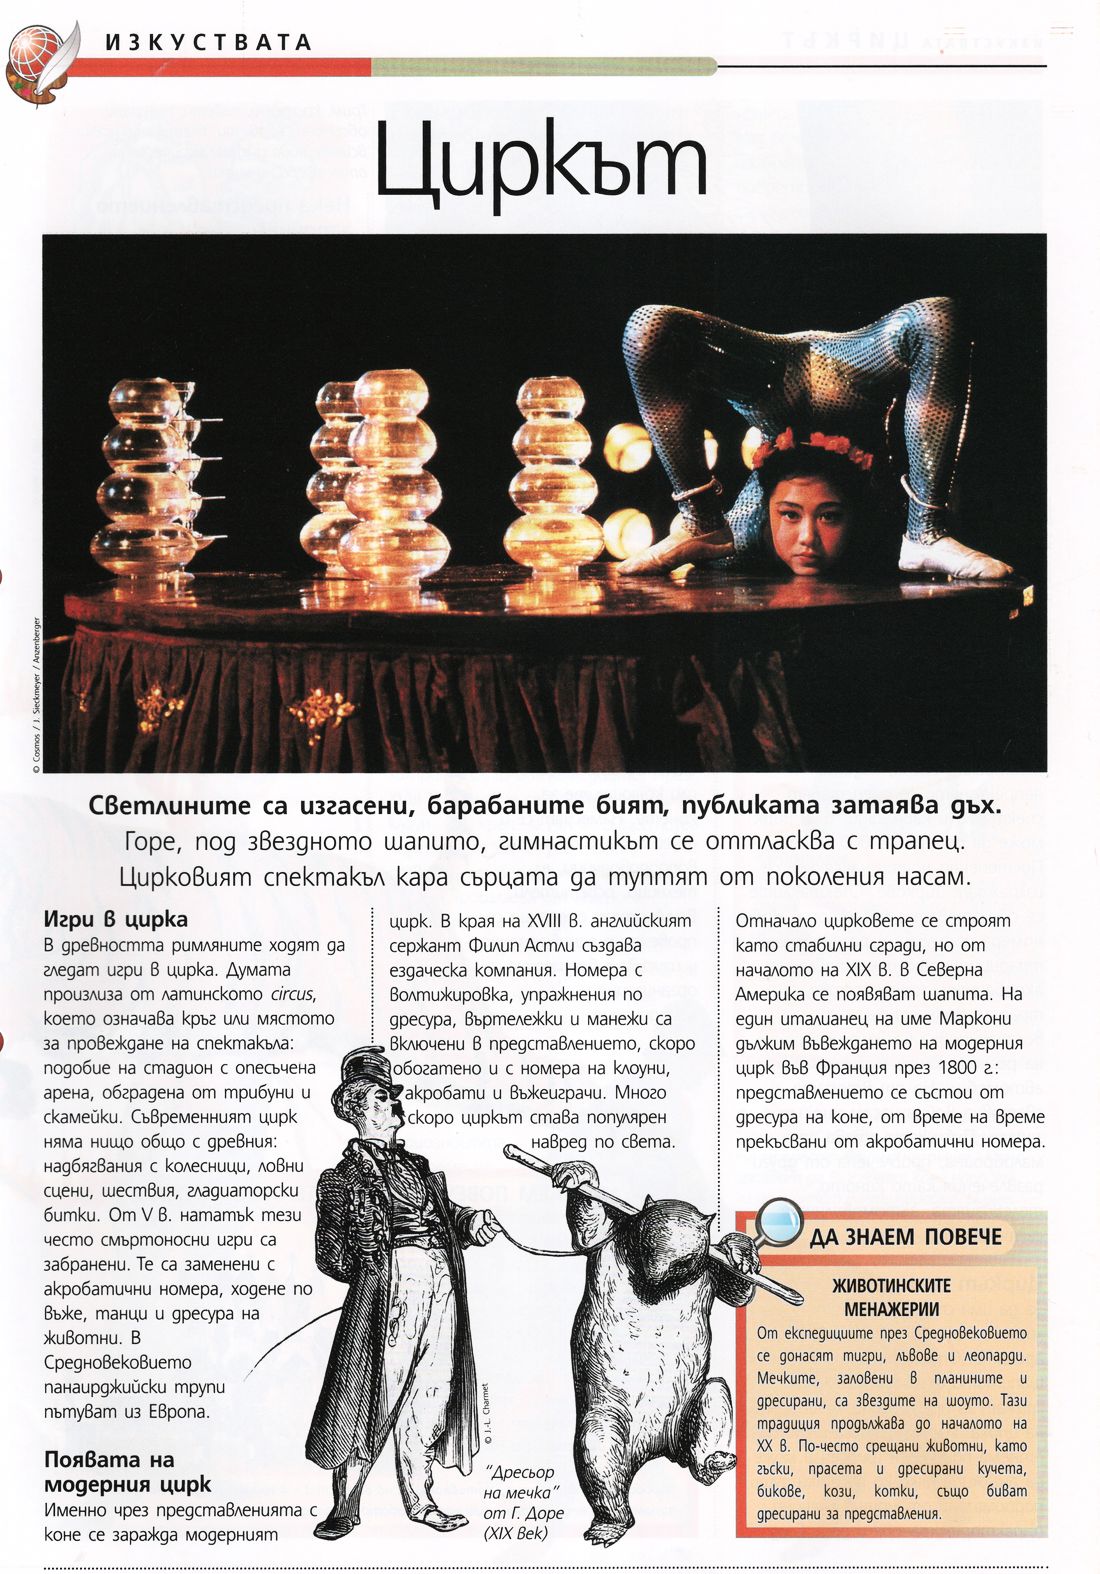 ИЗКУСТВАТА
Циркът
© Cosmos / J. Sieckmeyer / Anzenberger
Светлините са изгасени, барабаните бият, публиката затаява дъх.
Горе, под звездното шапито, гимнастикът се оттласква с трапец.
Цирковият спектакъл кара сърцата да туптят от поколения насам.
Игри в цирка
В древността римляните ходят да
гледат игри в цирка. Думата
произлиза от латинското circus,
което означава кръг или мястото
за провеждане на спектакъла:
подобие на стадион с опесъчена
арена, обградена от трибуни и
скамейки. Съвременният цирк
няма нищо общо с древния:
надбягвания с колесници, ловни
сцени, шествия, гладиаторски
битки. От V в. нататък тези
често смъртоносни игри са
забранени. Те са заменени с
акробатични номера, ходене по
въже, танци и дресура на
животни. В
Средновековието
панаирджийски трупи
пътуват из Европа.
Появата на
модерния цирк
Именно чрез представленията с
коне се заражда модерният
цирк. В края на XVIII в. английският
сержант Филип Астли създава
ездаческа компания. Номера с
волтижировка, упражнения по
дресура, въртележки и манежи са
включени в представлението, скоро
обогатено и с номера на клоуни,
акробати и въжеиграчи. Много
скоро циркът става популярен
навред по света.
© J.-L. Charmet
“Дресьор
на мечка”
от Г. Доре
(XIX век)
Отначало цирковете се строят
като стабилни сгради, но от
началото на XIX в. в Северна
Америка се появяват шапита. На
един италианец на име Маркони
дължим въвеждането на модерния
цирк във Франция през 1800 г.:
представлението се състои от
дресура на коне, от време на време
прекъсвани от акробатични номера.
ДА ЗНАЕМ ПОВЕЧЕ
ЖИВОТИНСКИТЕ
МЕНАЖЕРИИ
От експедициите през Средновековието
се донасят тигри, лъвове и леопарди.
Мечките, заловени в планините и
дресирани, са звездите на шоуто. Тази
традиция продължава до началото на
XX в. По-често срещани животни, като
гъски, прасета и дресирани кучета,
бикове, кози, котки, също биват
дресирани за представления.